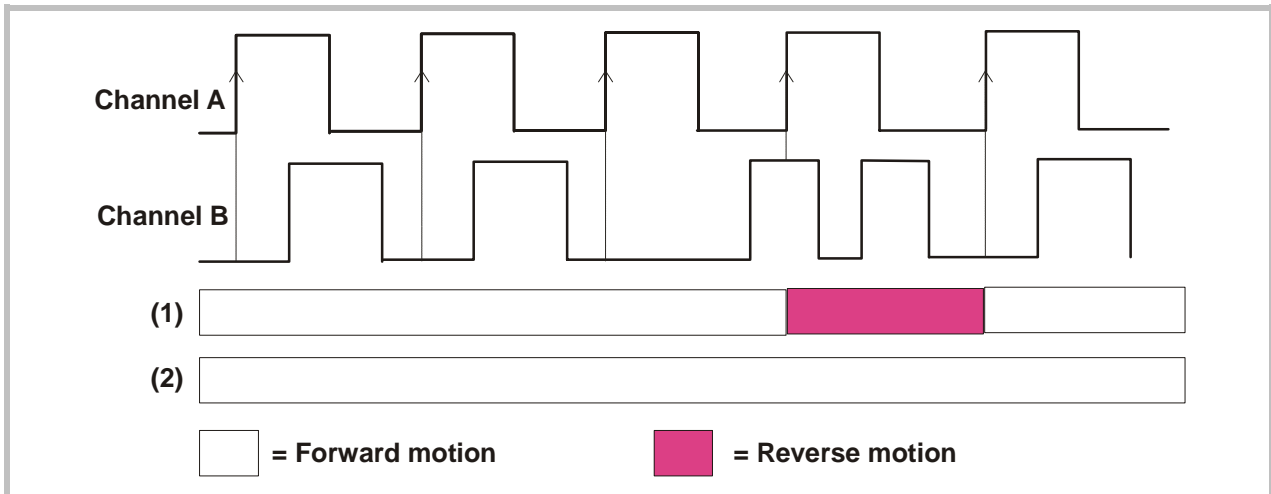 Channel A
Channel B
(1)
(2)
= Forward motion
= Reverse motion